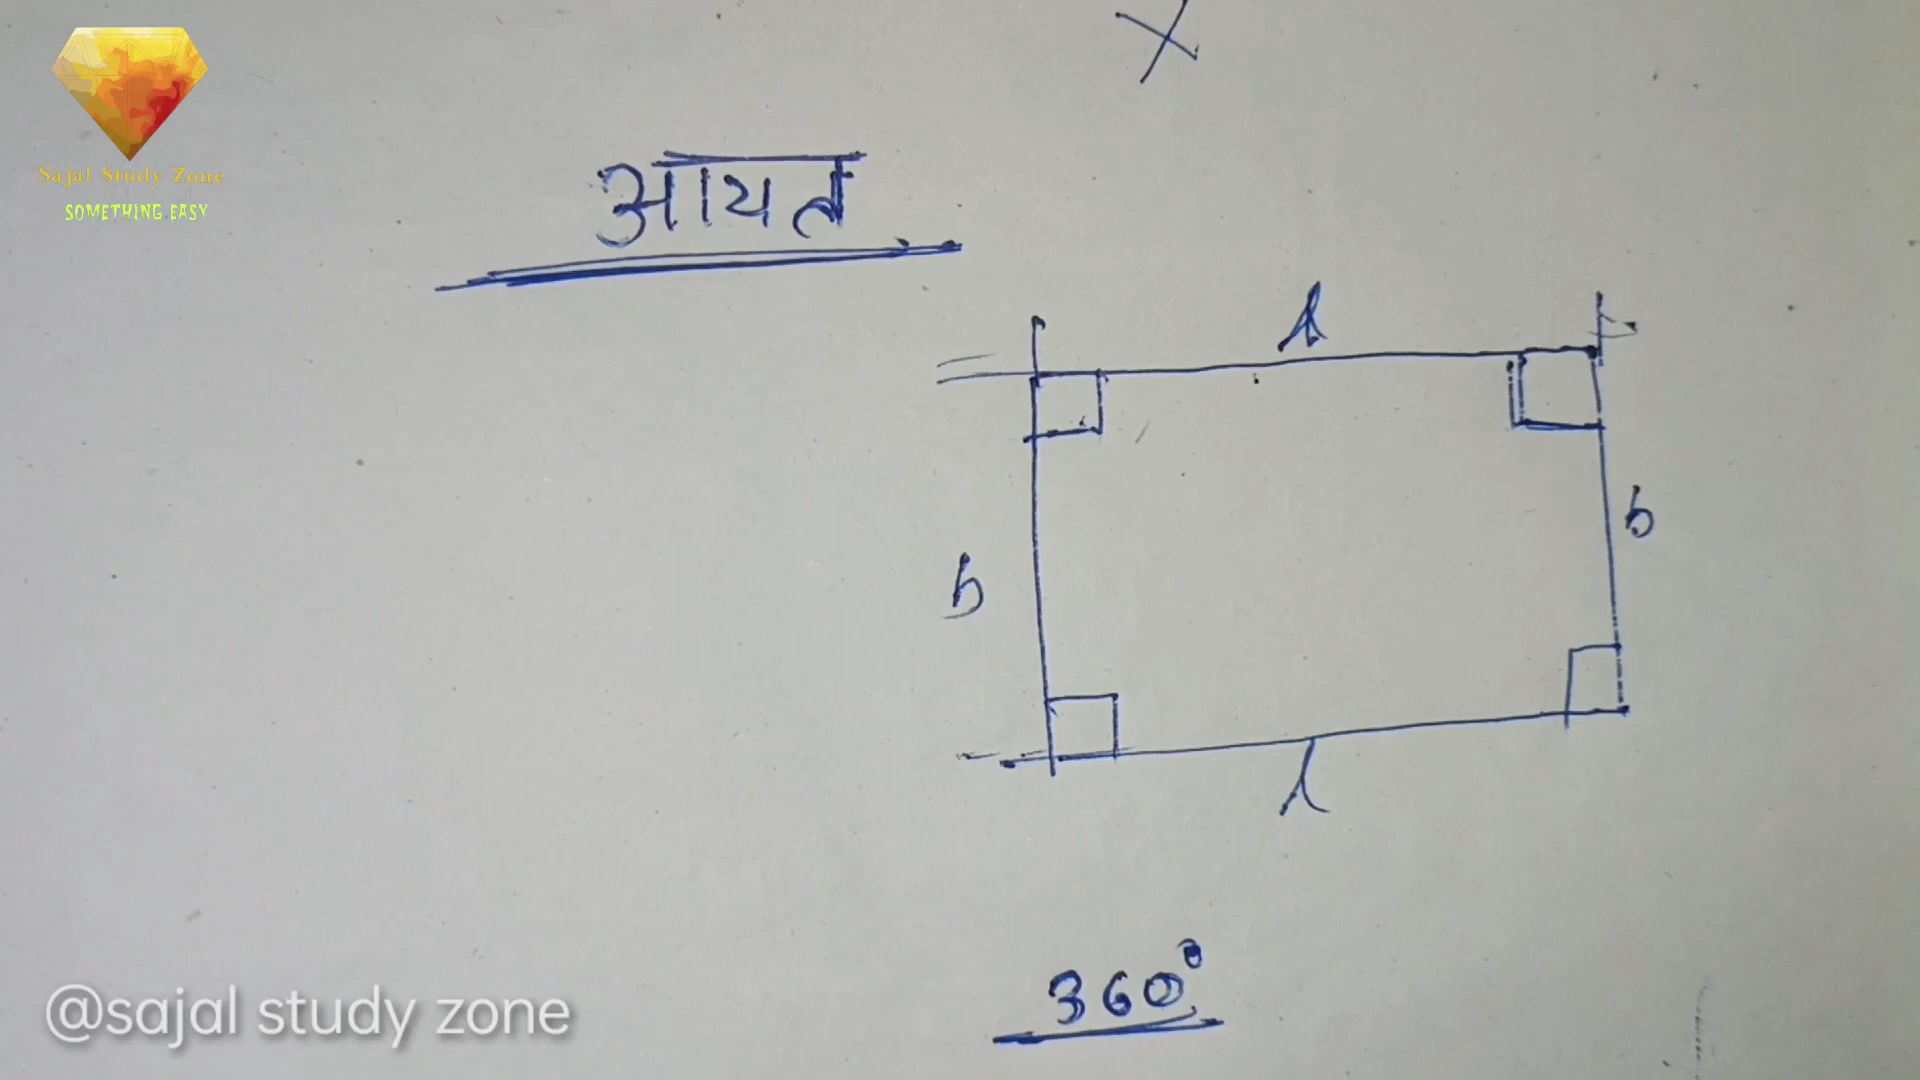 Sajal Study Zone
SOMETHING EASY
आयत
l
b
b
l
360°
@sajal study zone